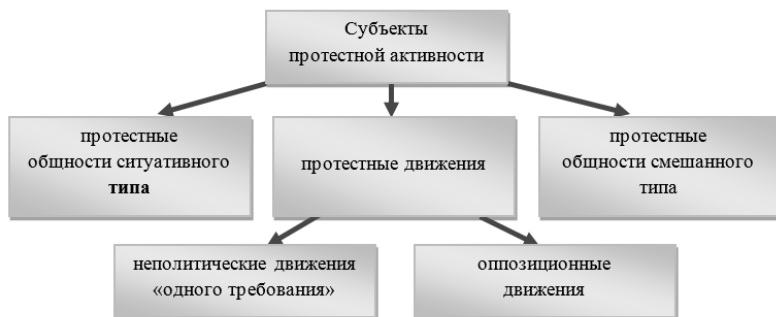 Субъекты
протестной активности
протестные
общности ситуативного
типа
протестные движения
протестные
общности смешанного
типа
неполитические движения
«одного требования»
оппозиционные
движения